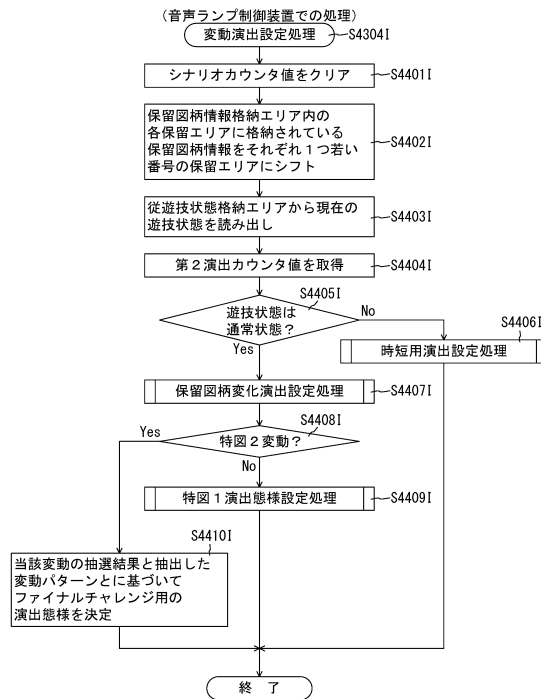 （音声ランプ制御装置での処理）
変動演出設定処理
S4304I
シナリオカウンタ値をクリア
S4401I
保留図柄情報格納エリア内の
各保留エリアに格納されている
保留図柄情報をそれぞれ１つ若い
番号の保留エリアにシフト
S4402I
従遊技状態格納エリアから現在の
遊技状態を読み出し
S4403I
第２演出カウンタ値を取得
S4404I
S4405I
遊技状態は
通常状態？
No
Yes
S4406I
時短用演出設定処理
保留図柄変化演出設定処理
S4407I
S4408I
特図２変動？
Yes
No
特図１演出態様設定処理
S4409I
S4410I
当該変動の抽選結果と抽出した
変動パターンとに基づいて
ファイナルチャレンジ用の
演出態様を決定
終　了